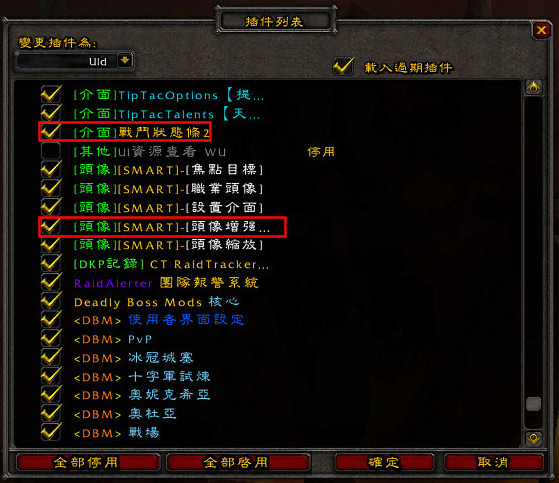 插件列表
變更插件為:
Uld
載入過期插件
[介面]TipTacOptions【提...
[介面]TipTacTalents【天...
[介面]戰鬥狀態條2
[其他]UI資源查看 WU 停用
[頭像][SMART]-[焦點目標]
[頭像][SMART]-[職業頭像]
[頭像][SMART]-[設置介面]
[頭像][SMART]-[頭像增强...
[頭像][SMART]-[頭像縮放]
[DKP記錄] CT RaidTracker...
RaidAlerter 團隊報警系統
Deadly Boss Mods 核心
<DBM> 使用者界面設定
<DBM> PvP
<DBM> 冰冠城塞
<DBM> 十字軍試煉
<DBM> 奧妮克希亞
<DBM> 奧杜亞
<DBM> 戰場
全部停用
全部啓用
確定
取消